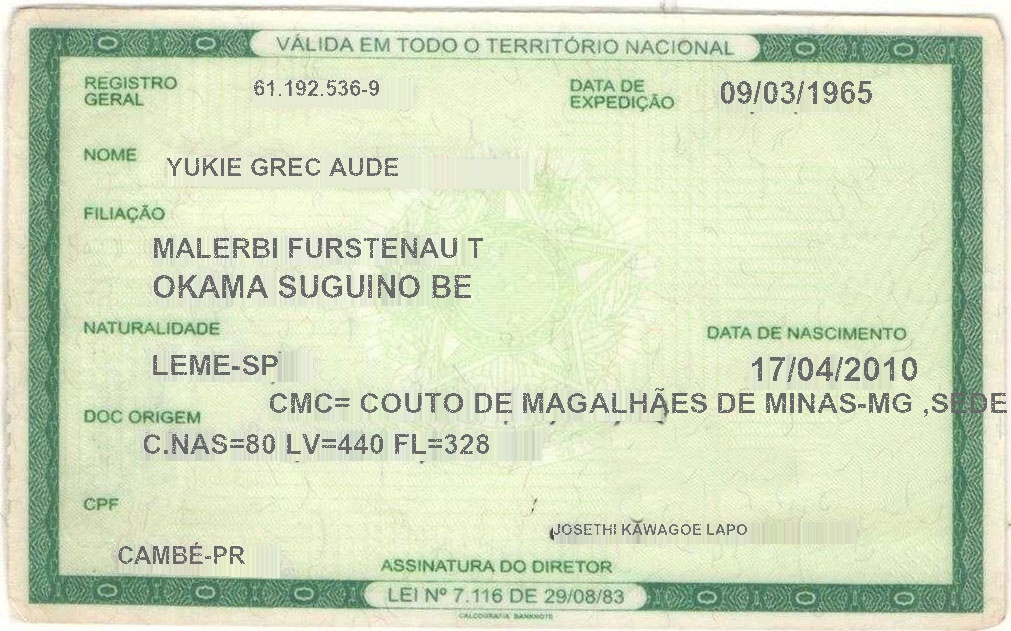 VÁLIDA EM TODO O TERRITÓRIO NACIONAL
REGISTRO GERAL 61.192.536-9 DATA DE EXPEDIÇÃO 09/03/1965
NOME YUKIE GREC AUDE
FILIAÇÃO
MALERBI FURSTENAU T
OKAMA SUGUINO BE
NATURALIDADE DATA DE NASCIMENTO
LEME-SP 17/04/2010
CMC= COUTO DE MAGALHÃES DE MINAS-MG ,SEDE
DOC ORIGEM
C.NAS=80 LV=440 FL=328
CPF
JOSETHI KAWAGOE LAPO
CAMBÉ-PR
ASSINATURA DO DIRETOR
LEI Nº 7.116 DE 29/08/83
CALCOGRAFIA BANKNOTE